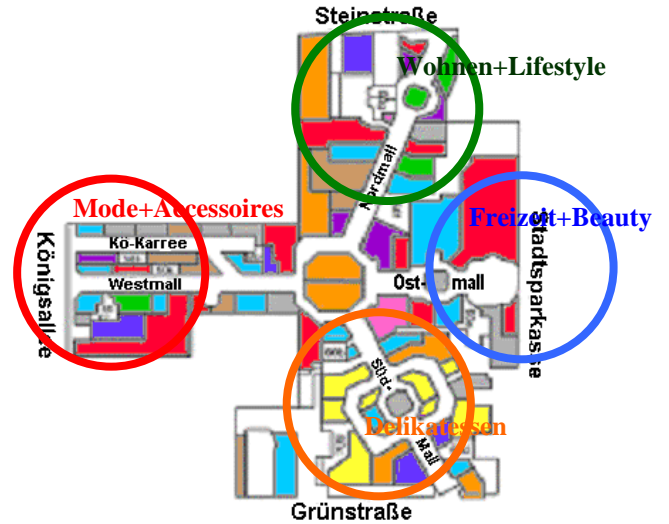 Steinstraße
Wohnen+Lifestyle
Nordmall
Mode+Accessoires
Freizeit+Beauty
Königsallee
Kö-Karree
Westmall
Ost- mall
Stadtsparkasse
Süd-
Delikatessen
Mall
Grünstraße